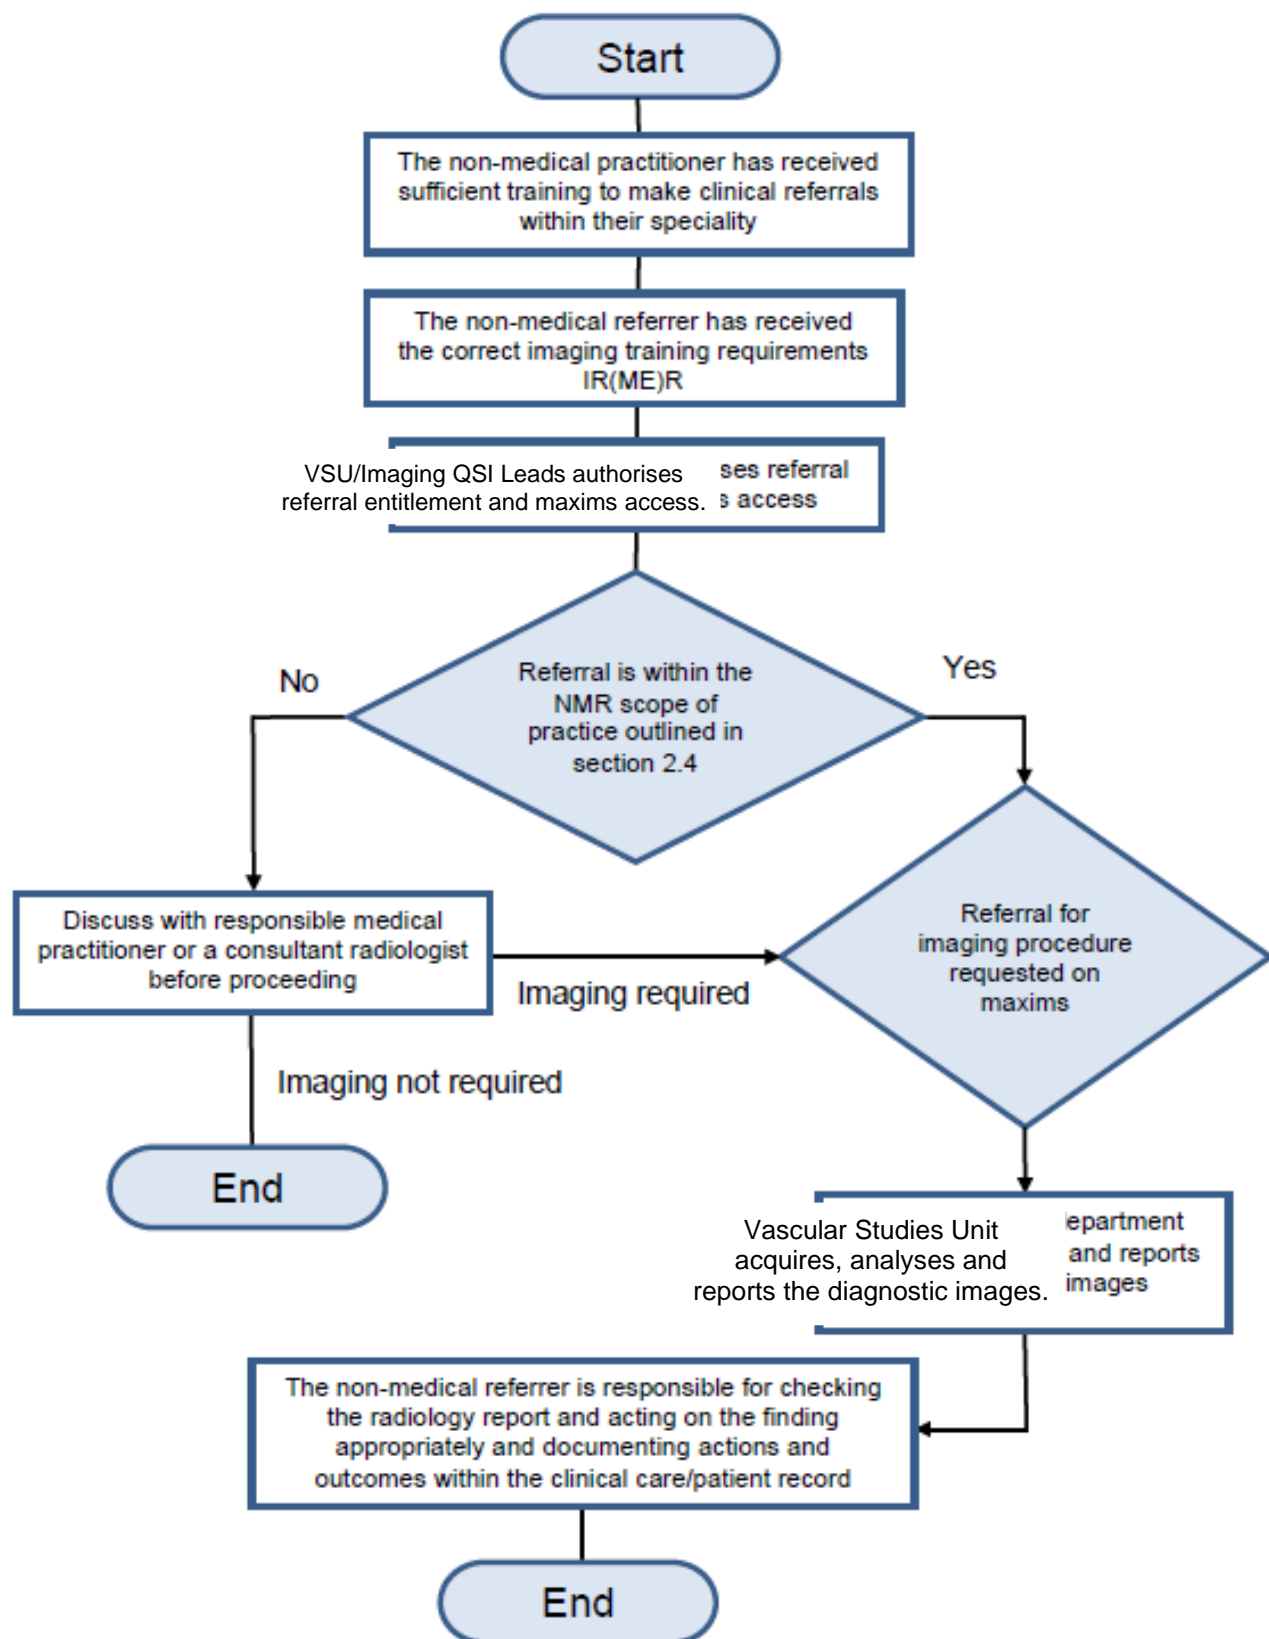 Start
The non-medical practitioner has received
sufficient training to make clinical referrals
within their speciality
The non-medical referrer has received
the correct imaging training requirements
IR(ME)R
VSU/Imaging QSI Leads authorises
referral entitlement and maxims access.
referral
access
No
Yes
Referral is within the
NMR scope of
practice outlined in
section 2.4
Discuss with responsible medical
practitioner or a consultant radiologist
before proceeding
Imaging required
Referral for
imaging procedure
requested on
maxims
Imaging not required
End
Vascular Studies Unit
acquires, analyses and
reports the diagnostic images.
and reports
images
The non-medical referrer is responsible for checking
the radiology report and acting on the finding
appropriately and documenting actions and
outcomes within the clinical care/patient record
End